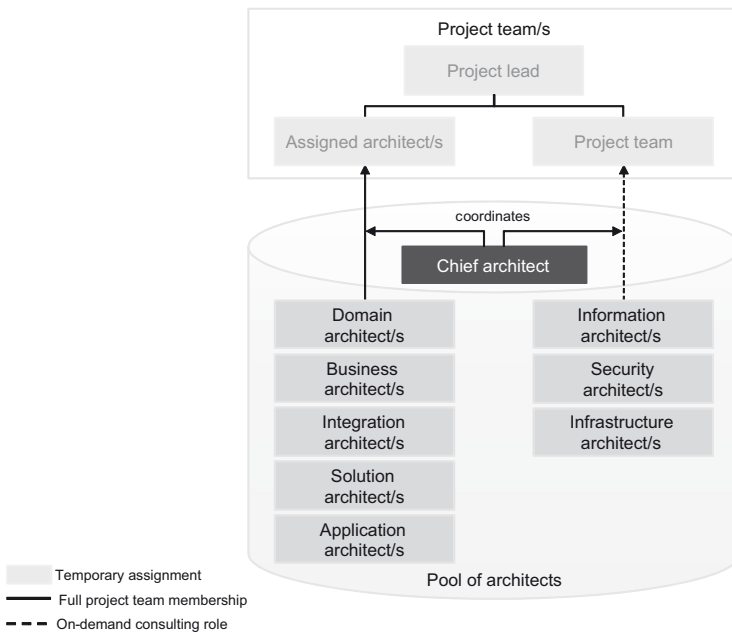 Project team/s
Project lead
Assigned architect/s
Project team
coordinates
Chief architect
Domain
architect/s
Information
architect/s
Business
architect/s
Security
architect/s
Integration
architect/s
Infrastructure
architect/s
Solution
architect/s
Application
architect/s
Pool of architects
Temporary assignment
Full project team membership
On-demand consulting role